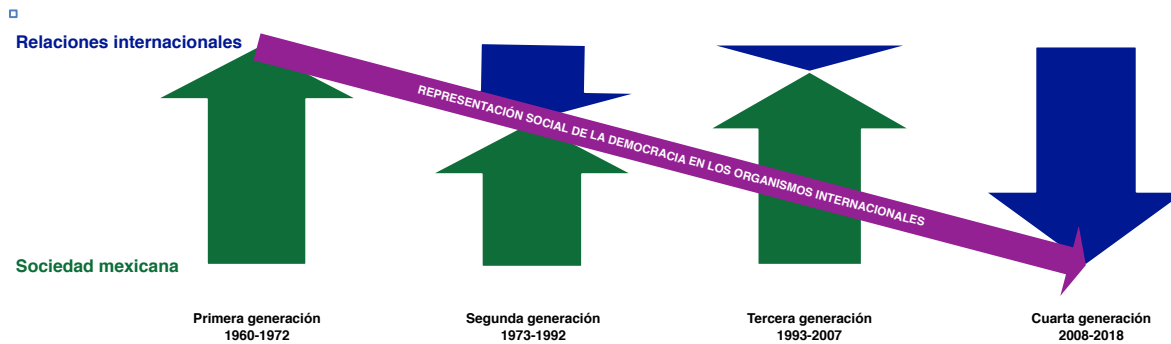 Relaciones internacionales
REPRESENTACIÓN SOCIAL DE LA DEMOCRACIA EN LOS ORGANISMOS INTERNACIONALES
Sociedad mexicana
Primera generación
1960-1972
Segunda generación
1973-1992
Tercera generación
1993-2007
Cuarta generación
2008-2018